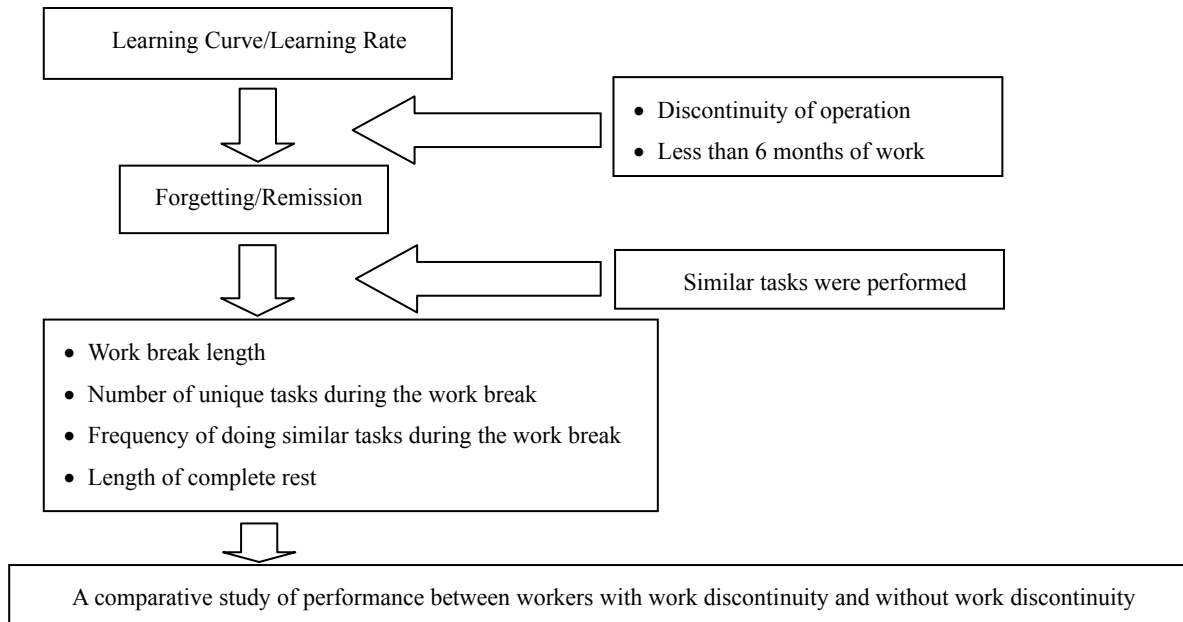 Learning Curve/Learning Rate
• Discontinuity of operation
• Less than 6 months of work
Forgetting/Remission
Similar tasks were performed
• Work break length
• Number of unique tasks during the work break
• Frequency of doing similar tasks during the work break
• Length of complete rest
A comparative study of performance between workers with work discontinuity and without work discontinuity